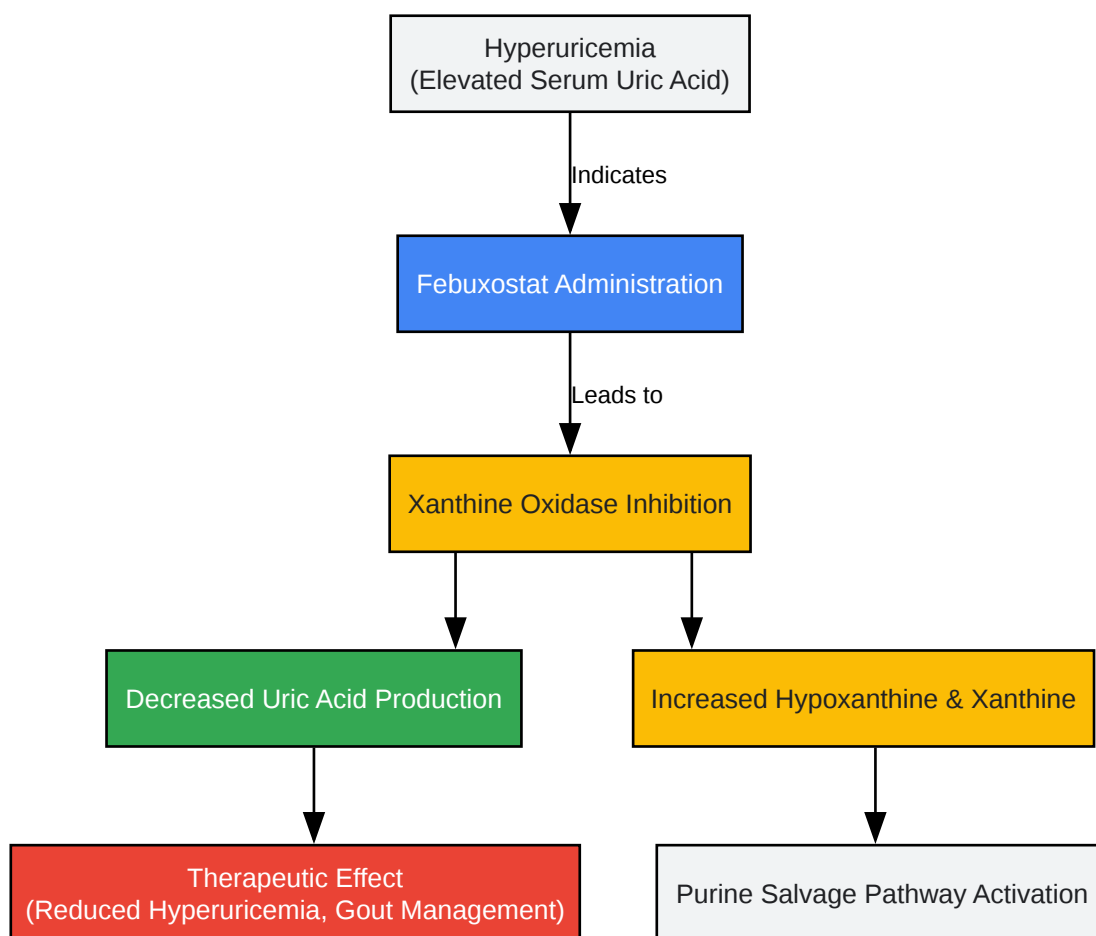 Hyperuricemia
(Elevated Serum Uric Acid)
Indicates
Febuxostat Administration
Leads to
Xanthine Oxidase Inhibition
Decreased Uric Acid Production
Increased Hypoxanthine & Xanthine
Therapeutic Effect
(Reduced Hyperuricemia, Gout Management)
Purine Salvage Pathway Activation